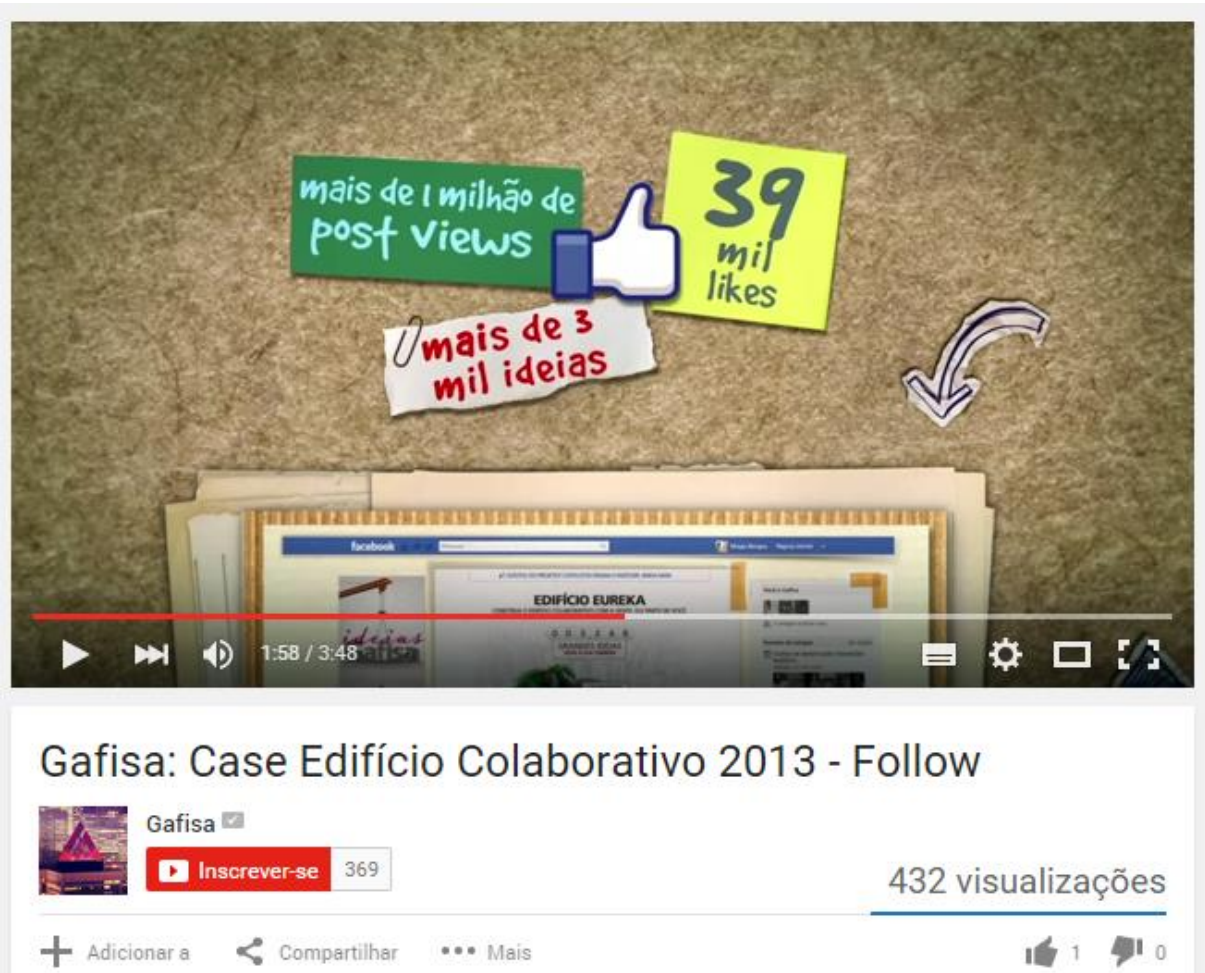 mais de 1 milhão de
post views
39
mil
likes
mais de 3
mil ideias
facebook
EDIFÍCIO EUREKA
ideias
gafisa
1:58 / 3:48
Gafisa: Case Edifício Colaborativo 2013 - Follow
Gafisa
Inscrever-se 369
432 visualizações
Adicionar a Compartilhar Mais 1 0